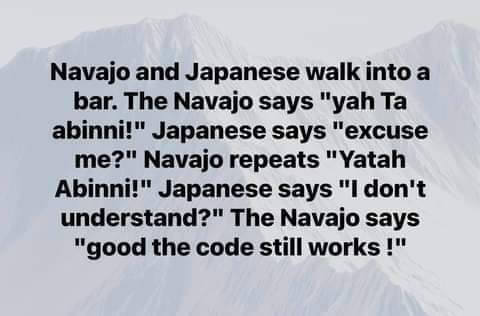 Navajo and Japanese walk into a
bar. The Navajo says "yah Ta
abinni!" Japanese says "excuse
me?" Navajo repeats "Yatah
Abinni!" Japanese says "I don't
understand?" The Navajo says
"good the code still works !"